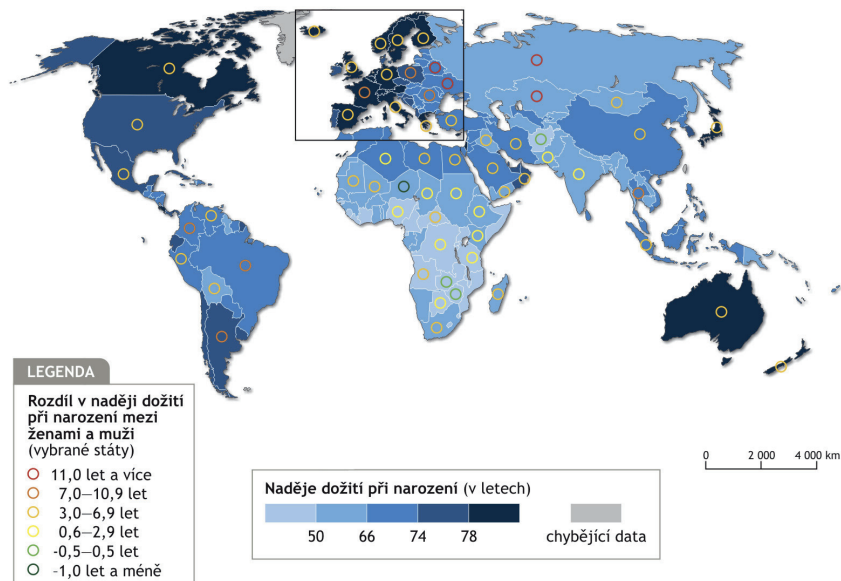 LEGENDA
Rozdíl v naději dožití
při narození mezi
ženami a muži
(vybrané státy)
11,0 let a více
7,0–10,9 let
3,0–6,9 let
0,6–2,9 let
-0,5–0,5 let
-1,0 let a méně
Naděje dožití při narození (v letech)
50 66 74 78
chybějící data
0 2 000 4 000 km